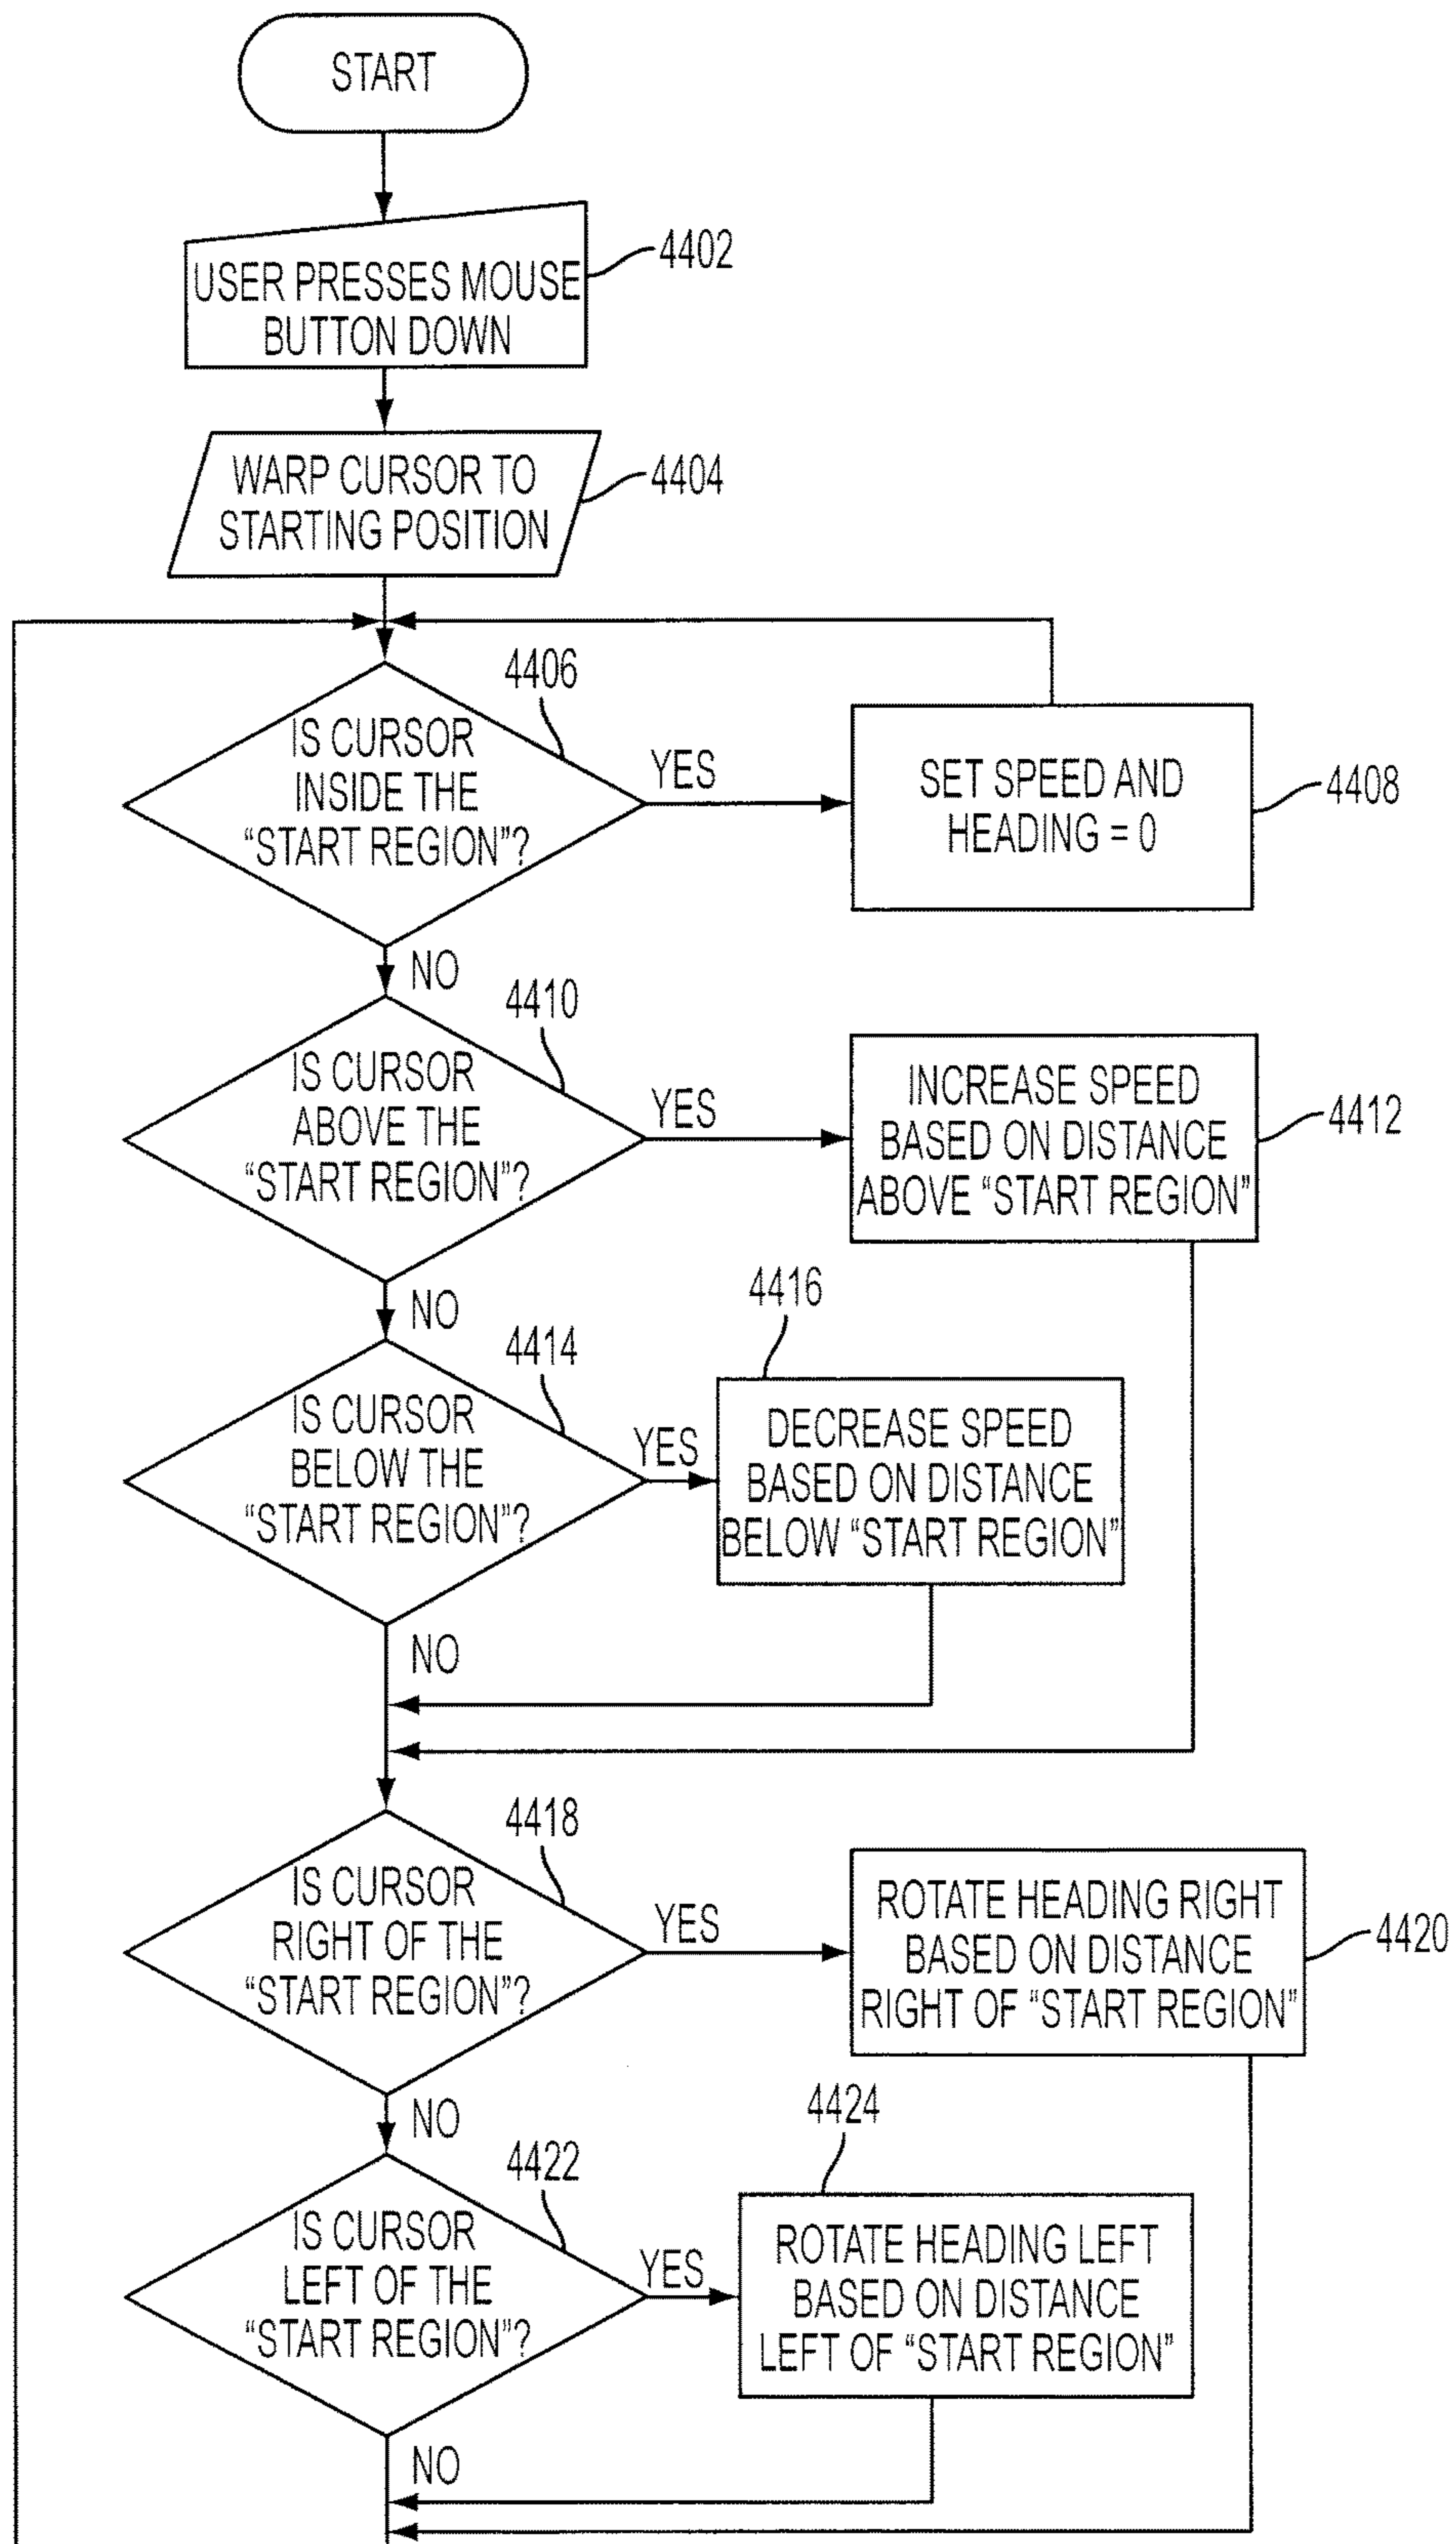 START
USER PRESSES MOUSE
BUTTON DOWN
4402
WARP CURSOR TO
STARTING POSITION
4404
4406
IS CURSOR
INSIDE THE
“START REGION”?
YES
SET SPEED AND
HEADING = 0
4408
NO
4410
IS CURSOR
ABOVE THE
“START REGION”?
YES
INCREASE SPEED
BASED ON DISTANCE
ABOVE “START REGION”
4412
NO
4414
IS CURSOR
BELOW THE
“START REGION”?
YES
4416
DECREASE SPEED
BASED ON DISTANCE
BELOW “START REGION”
NO
4418
IS CURSOR
RIGHT OF THE
“START REGION”?
YES
ROTATE HEADING RIGHT
BASED ON DISTANCE
RIGHT OF “START REGION”
4420
NO
4422
IS CURSOR
LEFT OF THE
“START REGION”?
YES
4424
ROTATE HEADING LEFT
BASED ON DISTANCE
LEFT OF “START REGION”
NO